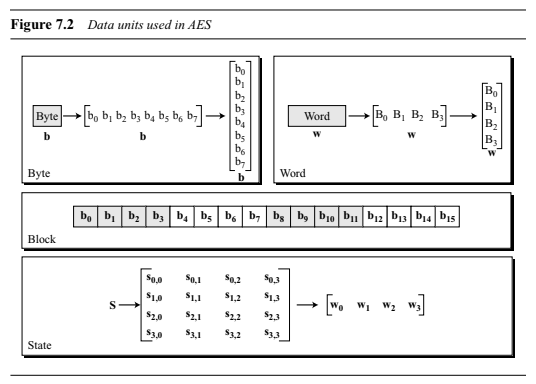 Figure 7.2 Data units used in AES
Byte → [b0 b1 b2 b3 b4 b5 b6 b7] → [b0
b1
b2
b3
b4
b5
b6
b7]
b b b
Byte
Word → [B0 B1 B2 B3] → [B0
B1
B2
B3]
w w w
Word
b0 b1 b2 b3 b4 b5 b6 b7 b8 b9 b10 b11 b12 b13 b14 b15
Block
S → [s0,0 s0,1 s0,2 s0,3
s1,0 s1,1 s1,2 s1,3
s2,0 s2,1 s2,2 s2,3
s3,0 s3,1 s3,2 s3,3] → [w0 w1 w2 w3]
State